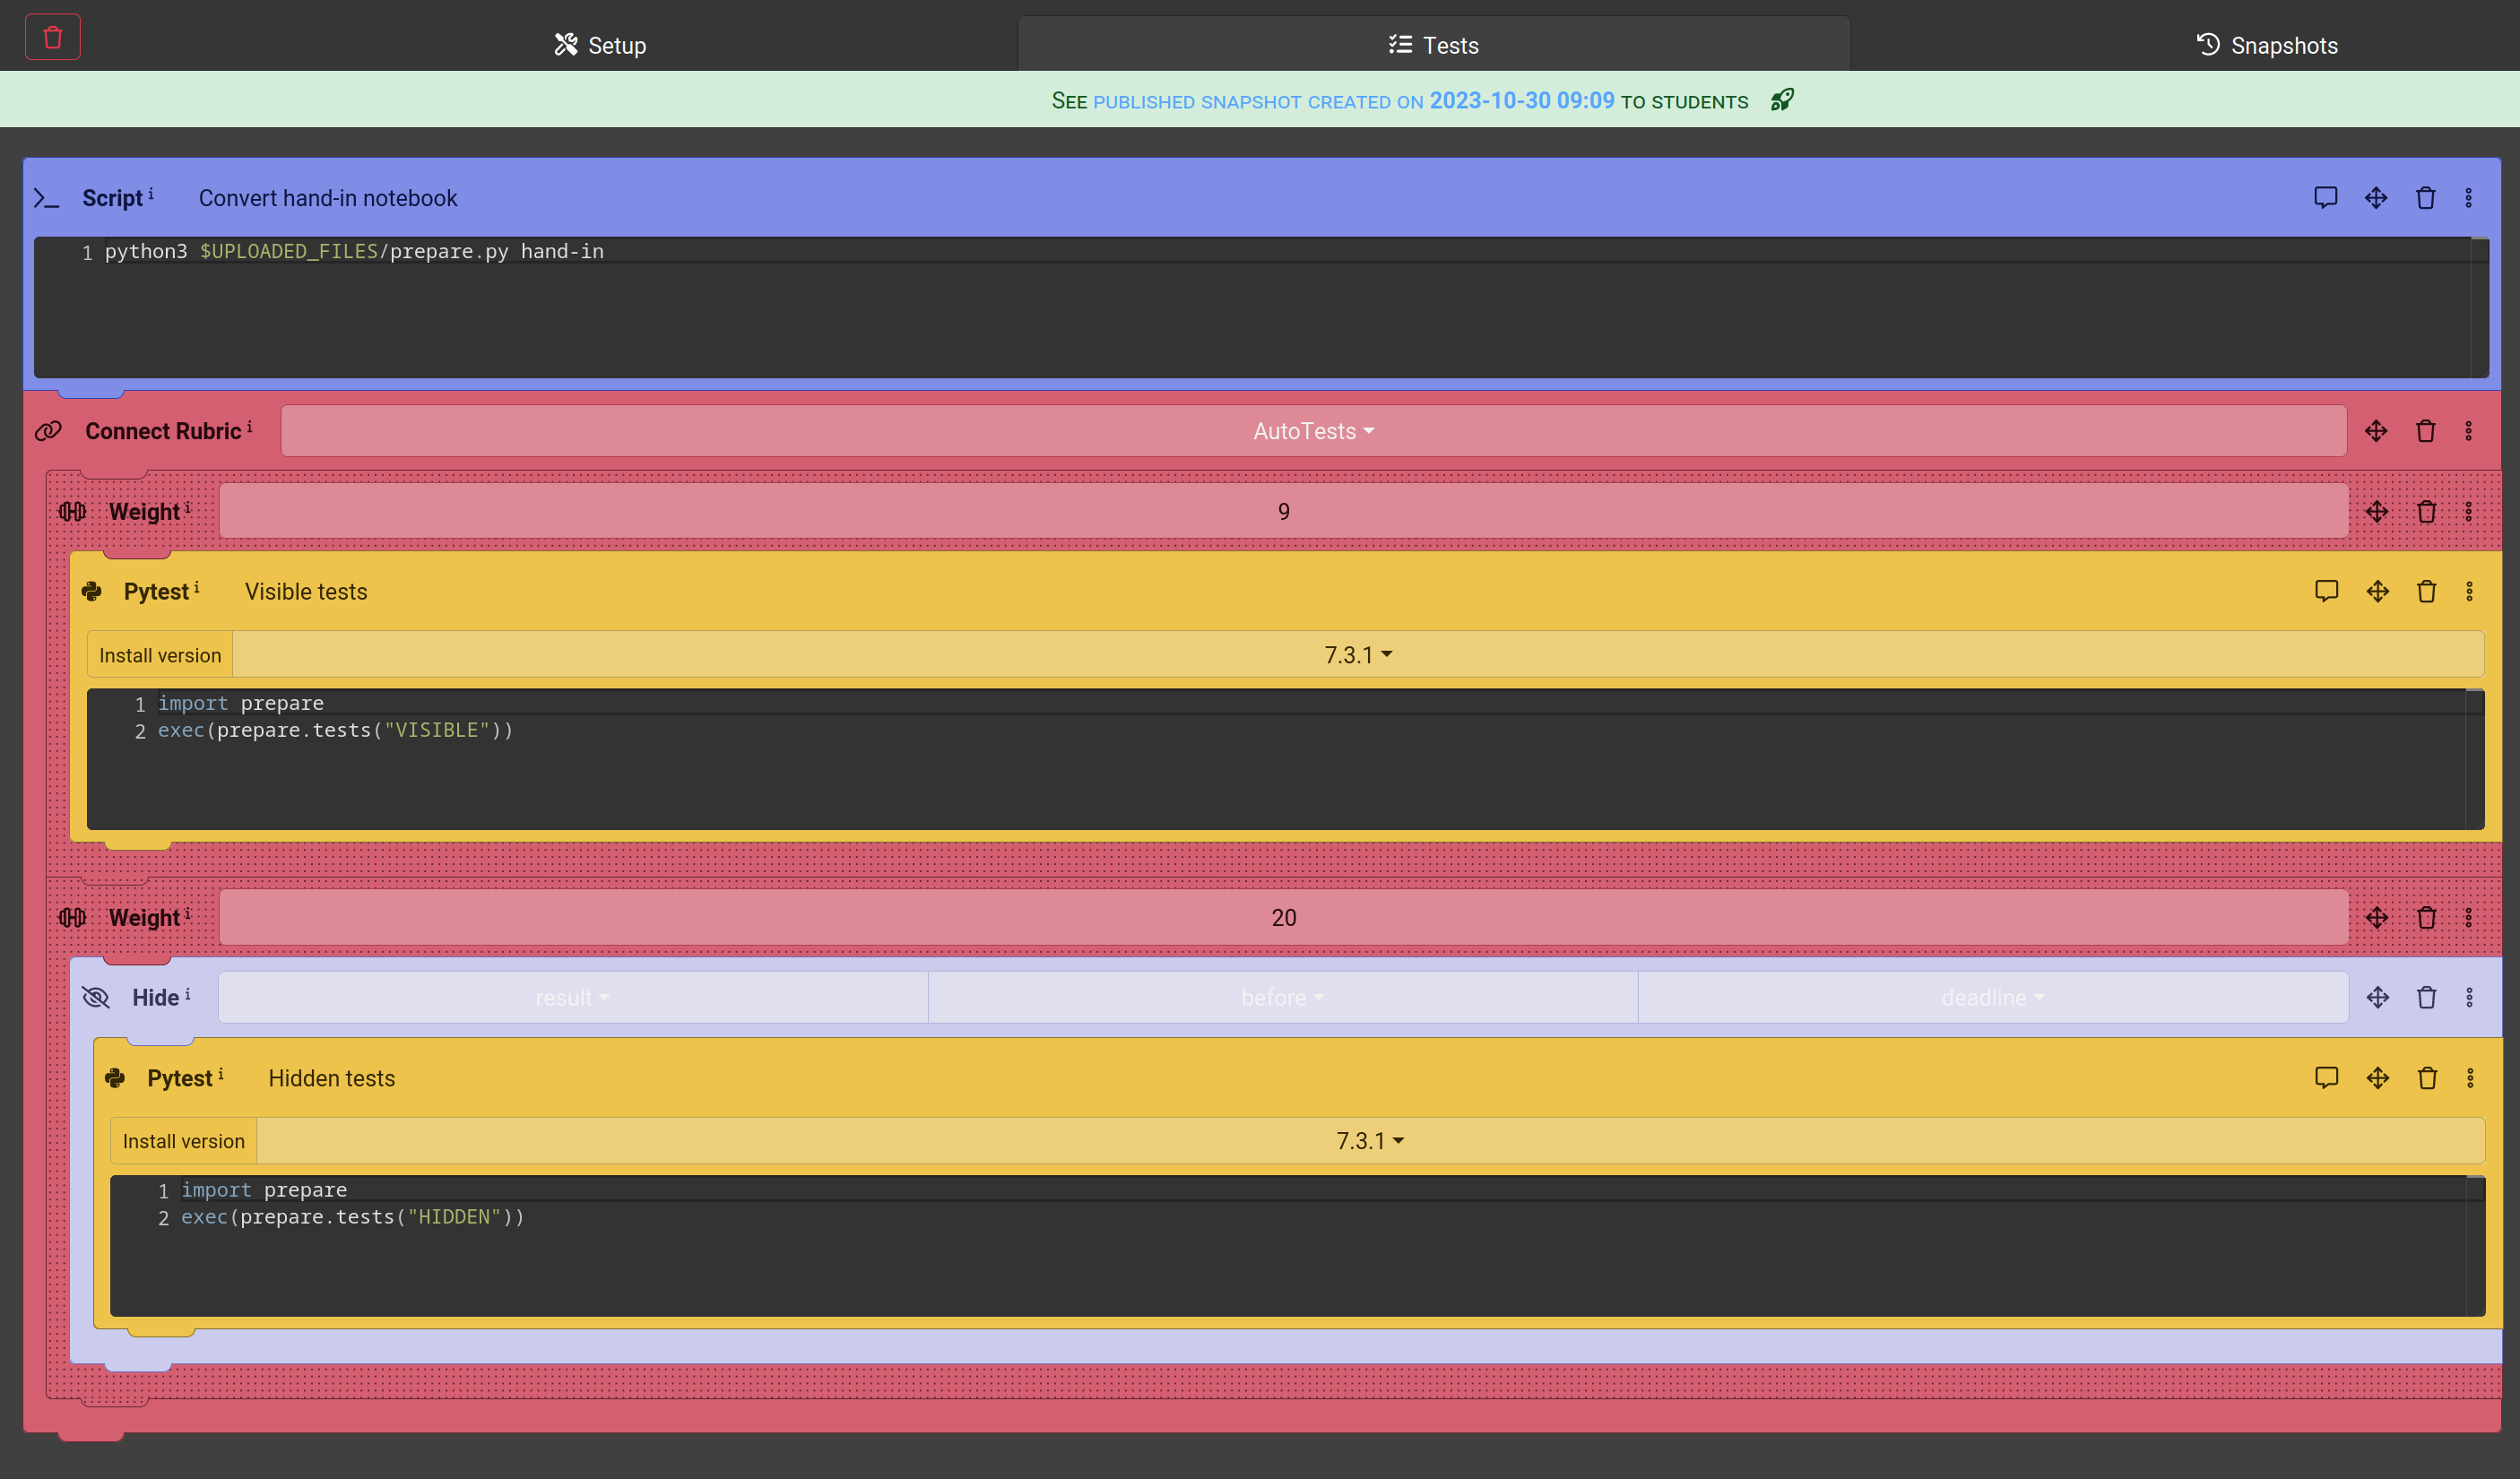 Setup Tests Snapshots
See published snapshot created on 2023-10-30 09:09 to students
Script i Convert hand-in notebook
1 python3 $UPLOADED_FILES/prepare.py hand-in
Connect Rubric i AutoTests
Weight i 9
Pytest i Visible tests
Install version 7.3.1
1 import prepare
2 exec(prepare.tests("VISIBLE"))
Weight i 20
Hide i result before deadline
Pytest i Hidden tests
Install version 7.3.1
1 import prepare
2 exec(prepare.tests("HIDDEN"))